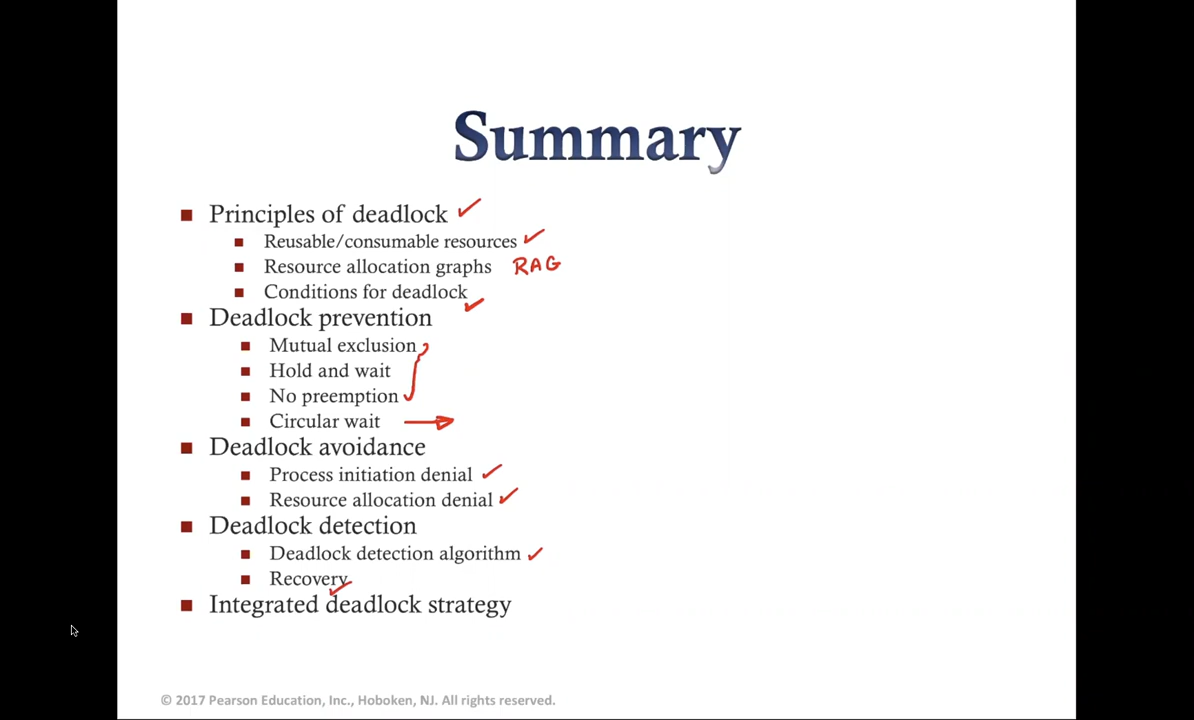 Summary
■ Principles of deadlock ✓
■ Reusable/consumable resources ✓
■ Resource allocation graphs RAG
■ Conditions for deadlock ✓
■ Deadlock prevention
■ Mutual exclusion
■ Hold and wait
■ No preemption
■ Circular wait →
■ Deadlock avoidance
■ Process initiation denial ✓
■ Resource allocation denial ✓
■ Deadlock detection
■ Deadlock detection algorithm ✓
■ Recovery ✓
■ Integrated deadlock strategy
© 2017 Pearson Education, Inc., Hoboken, NJ. All rights reserved.